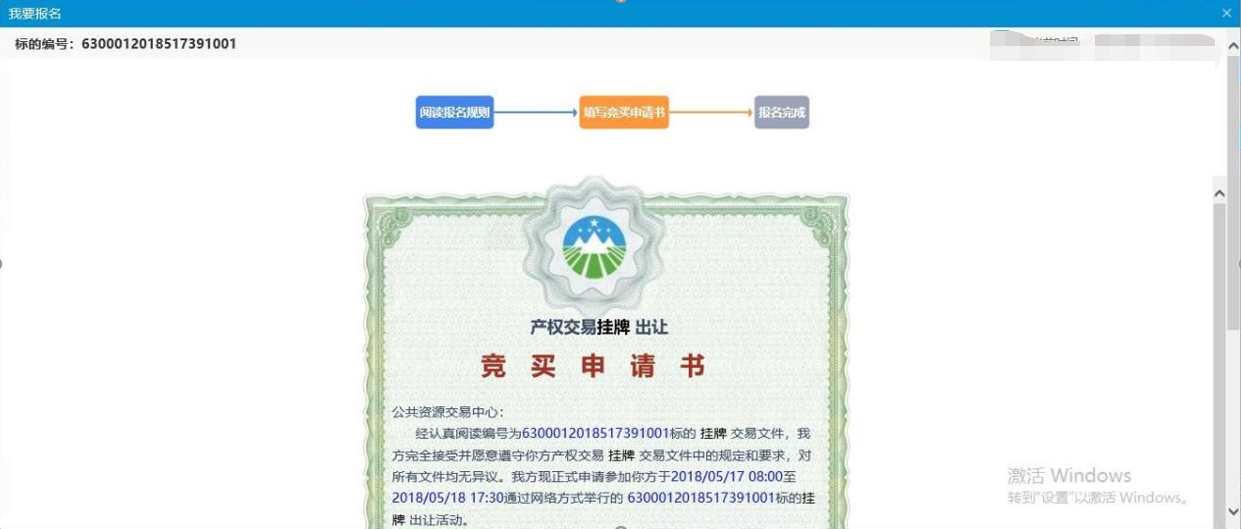 我要报名
标的编号：6300012018517391001
阅读报名规则
填写竞买申请书
报名完成
产权交易挂牌 出让
竞 买 申 请 书
公共资源交易中心：
经认真阅读编号为6300012018517391001标的 挂牌 交易文件，我
方完全接受并愿意遵守你方产权交易 挂牌 交易文件中的规定和要求，对
所有文件均无异议。我方现正式申请参加你方于2018/05/17 08:00至
2018/05/18 17:30通过网络方式举行的 6300012018517391001标的挂
牌 出让活动。
激活 Windows
转到"设置"以激活 Windows。